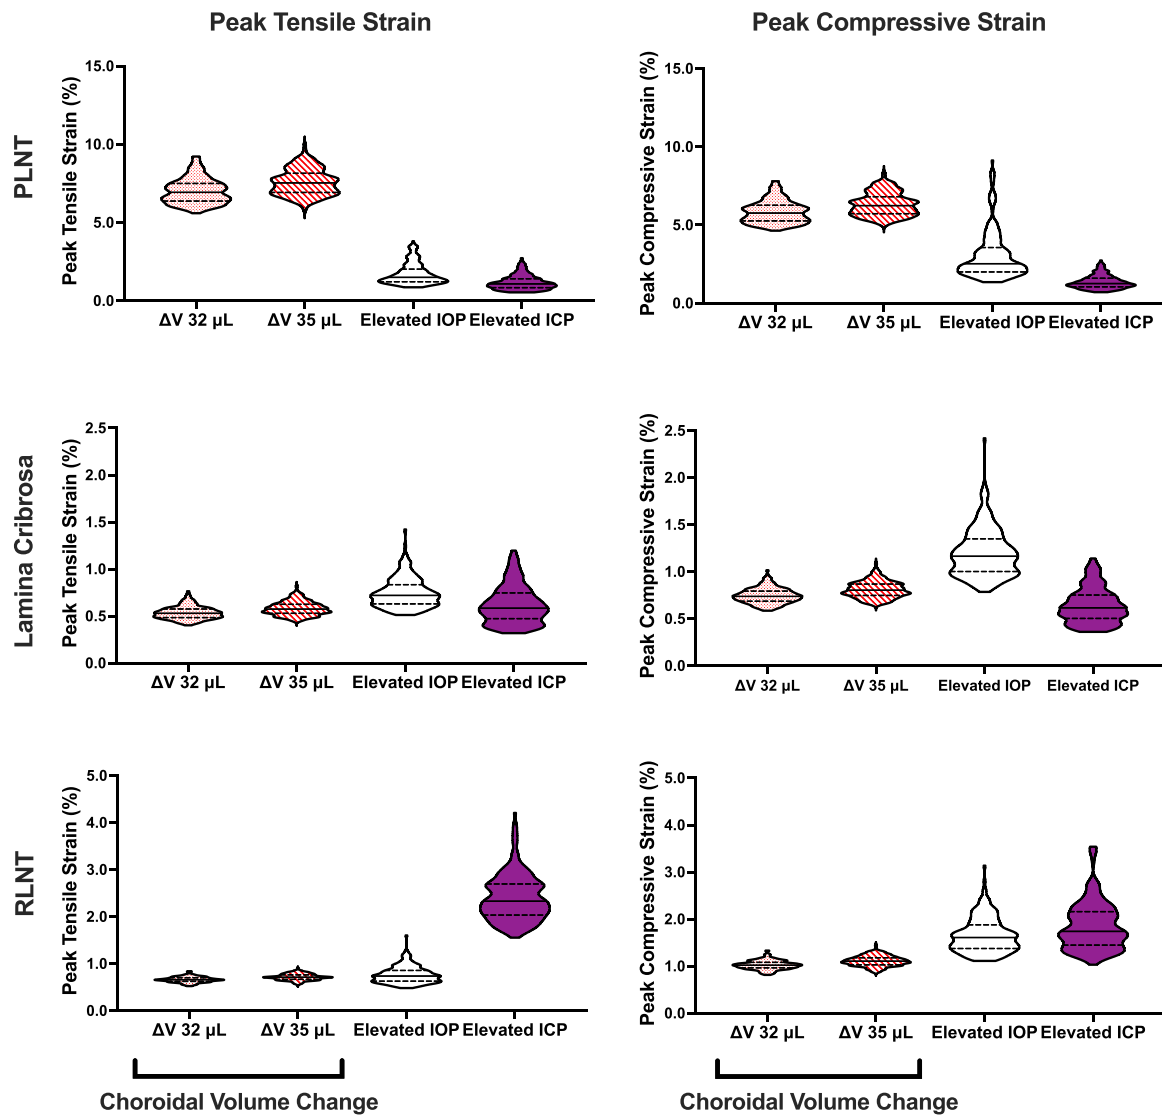 Peak Tensile Strain
Peak Compressive Strain
PLNT
Peak Tensile Strain (%)
15.0
10.0
5.0
0.0
ΔV 32 µL
ΔV 35 µL
Elevated IOP
Elevated ICP
Peak Compressive Strain (%)
15.0
10.0
5.0
0.0
ΔV 32 µL
ΔV 35 µL
Elevated IOP
Elevated ICP
Lamina Cribrosa
Peak Tensile Strain (%)
2.5
2.0
1.5
1.0
0.5
0.0
ΔV 32 µL
ΔV 35 µL
Elevated IOP
Elevated ICP
Peak Compressive Strain (%)
2.5
2.0
1.5
1.0
0.5
0.0
ΔV 32 µL
ΔV 35 µL
Elevated IOP
Elevated ICP
RLNT
Peak Tensile Strain (%)
5.0
4.0
3.0
2.0
1.0
0.0
ΔV 32 µL
ΔV 35 µL
Elevated IOP
Elevated ICP
Peak Compressive Strain (%)
5.0
4.0
3.0
2.0
1.0
0.0
ΔV 32 µL
ΔV 35 µL
Elevated IOP
Elevated ICP
Choroidal Volume Change
Choroidal Volume Change